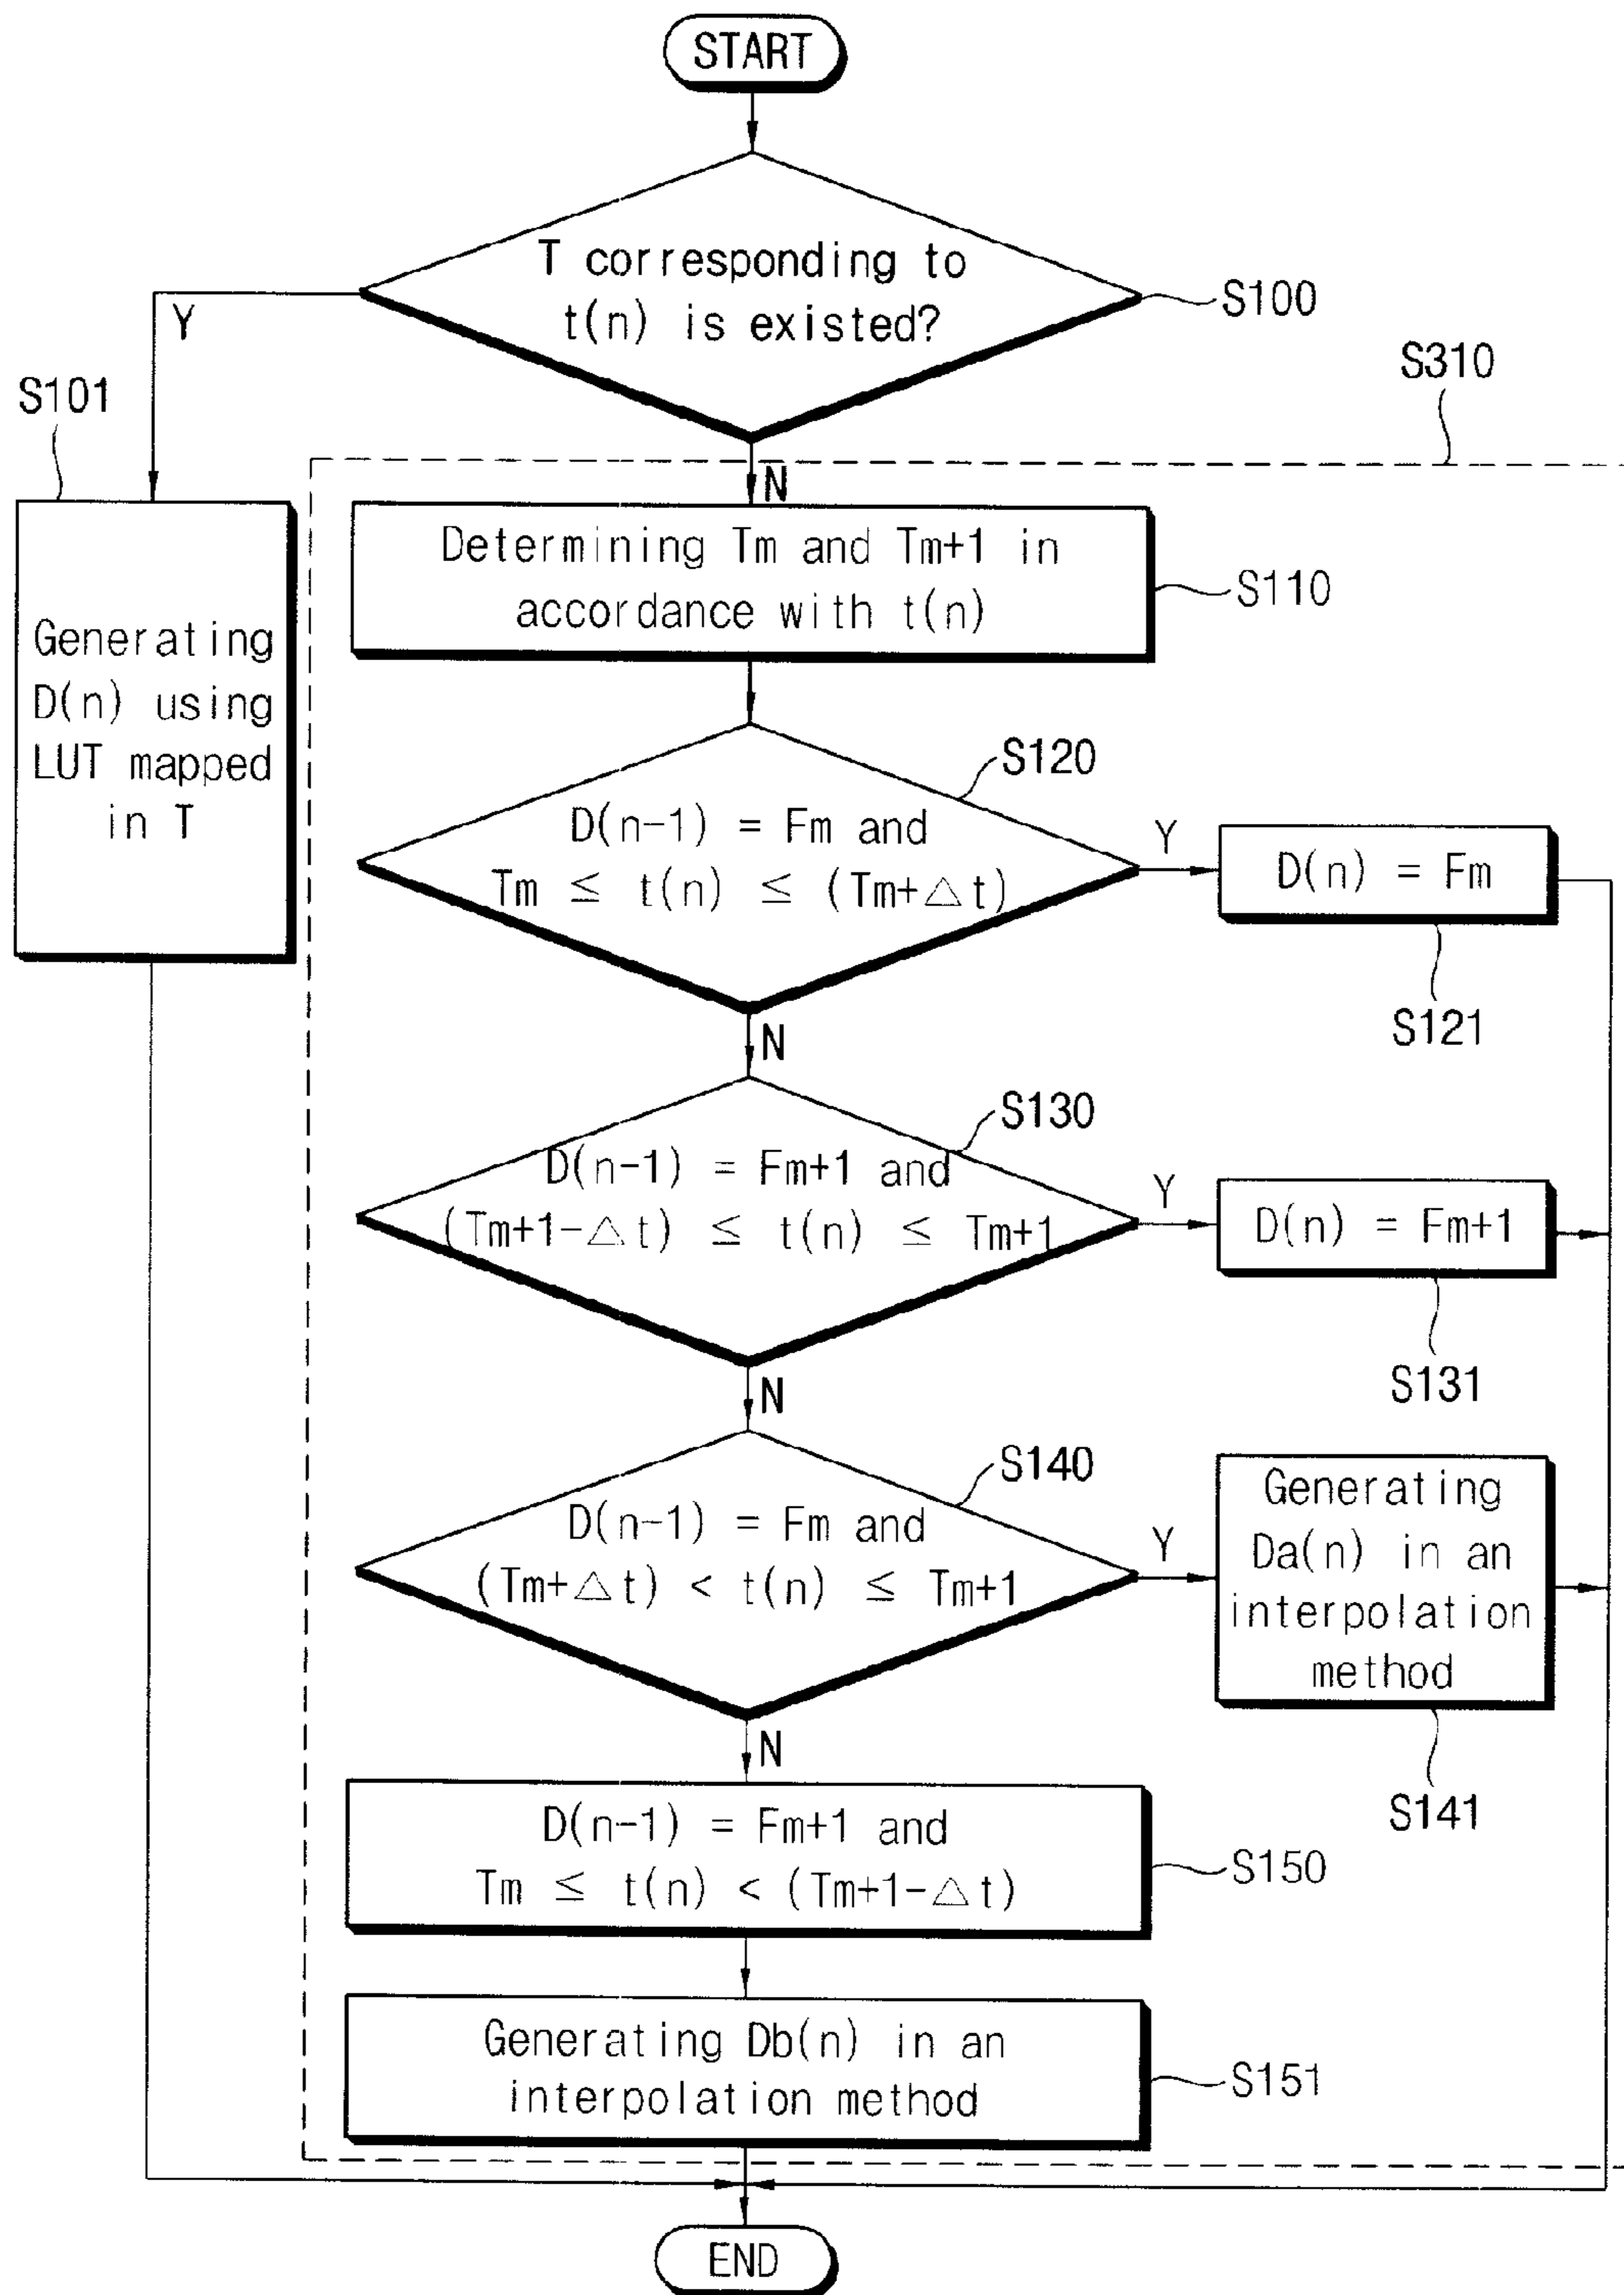 START
T corresponding to
t(n) is existed?
S100
Y
S310
S101
N
Generating
D(n) using
LUT mapped
in T
Determining Tm and Tm+1 in
accordance with t(n)
S110
S120
D(n-1) = Fm and
Tm ≤ t(n) ≤ (Tm+△t)
Y
D(n) = Fm
S121
N
S130
D(n-1) = Fm+1 and
(Tm+1-△t) ≤ t(n) ≤ Tm+1
Y
D(n) = Fm+1
S131
N
S140
D(n-1) = Fm and
(Tm+△t) < t(n) ≤ Tm+1
Y
Generating
Da(n) in an
interpolation
method
S141
N
D(n-1) = Fm+1 and
Tm ≤ t(n) < (Tm+1-△t)
S150
Generating Db(n) in an
interpolation method
S151
END